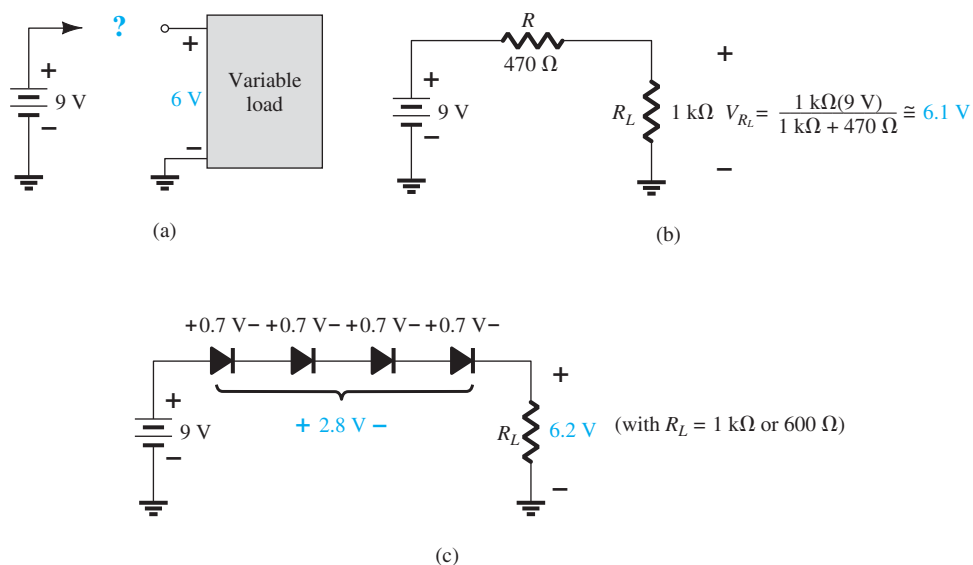 ?
+
9 V
−
+
6 V
−
Variable
load
(a)
R
470 Ω
+
9 V
−
R_L
1 kΩ
+
V_{R_L} = 1 kΩ(9 V) / 1 kΩ + 470 Ω ≅ 6.1 V
−
(b)
+0.7 V− +0.7 V− +0.7 V− +0.7 V−
+ 2.8 V −
+
9 V
−
R_L
+
6.2 V
−
(with R_L = 1 kΩ or 600 Ω)
(c)